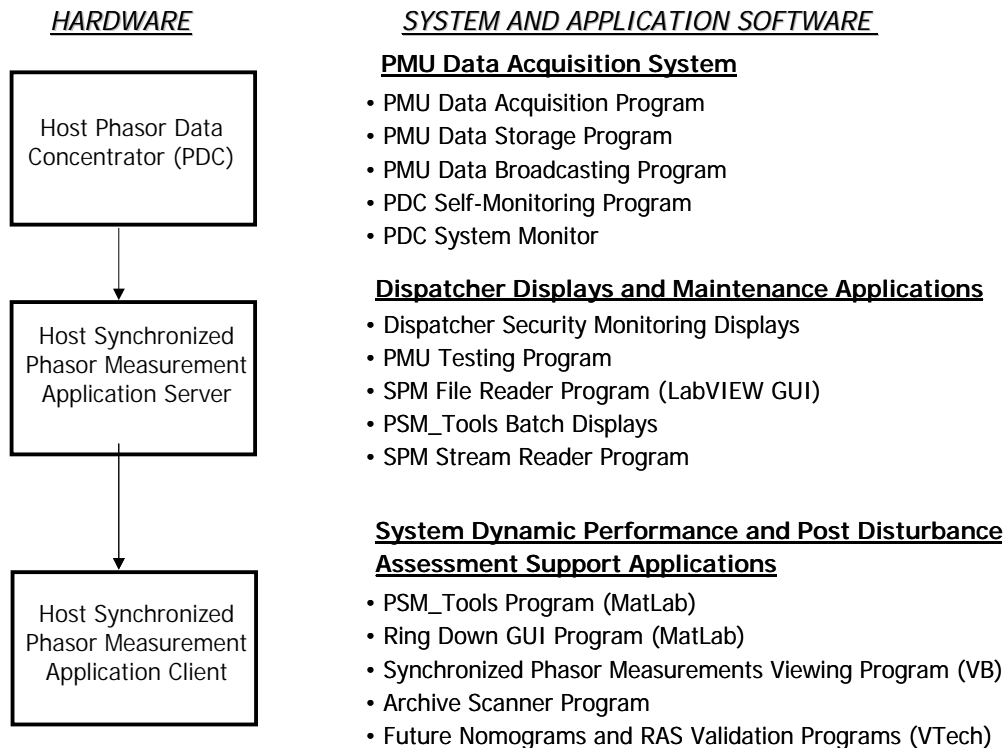 HARDWARE
SYSTEM AND APPLICATION SOFTWARE
Host Phasor Data
Concentrator (PDC)
PMU Data Acquisition System
• PMU Data Acquisition Program
• PMU Data Storage Program
• PMU Data Broadcasting Program
• PDC Self-Monitoring Program
• PDC System Monitor
Host Synchronized
Phasor Measurement
Application Server
Dispatcher Displays and Maintenance Applications
• Dispatcher Security Monitoring Displays
• PMU Testing Program
• SPM File Reader Program (LabVIEW GUI)
• PSM_Tools Batch Displays
• SPM Stream Reader Program
Host Synchronized
Phasor Measurement
Application Client
System Dynamic Performance and Post Disturbance
Assessment Support Applications
• PSM_Tools Program (MatLab)
• Ring Down GUI Program (MatLab)
• Synchronized Phasor Measurements Viewing Program (VB)
• Archive Scanner Program
• Future Nomograms and RAS Validation Programs (VTech)